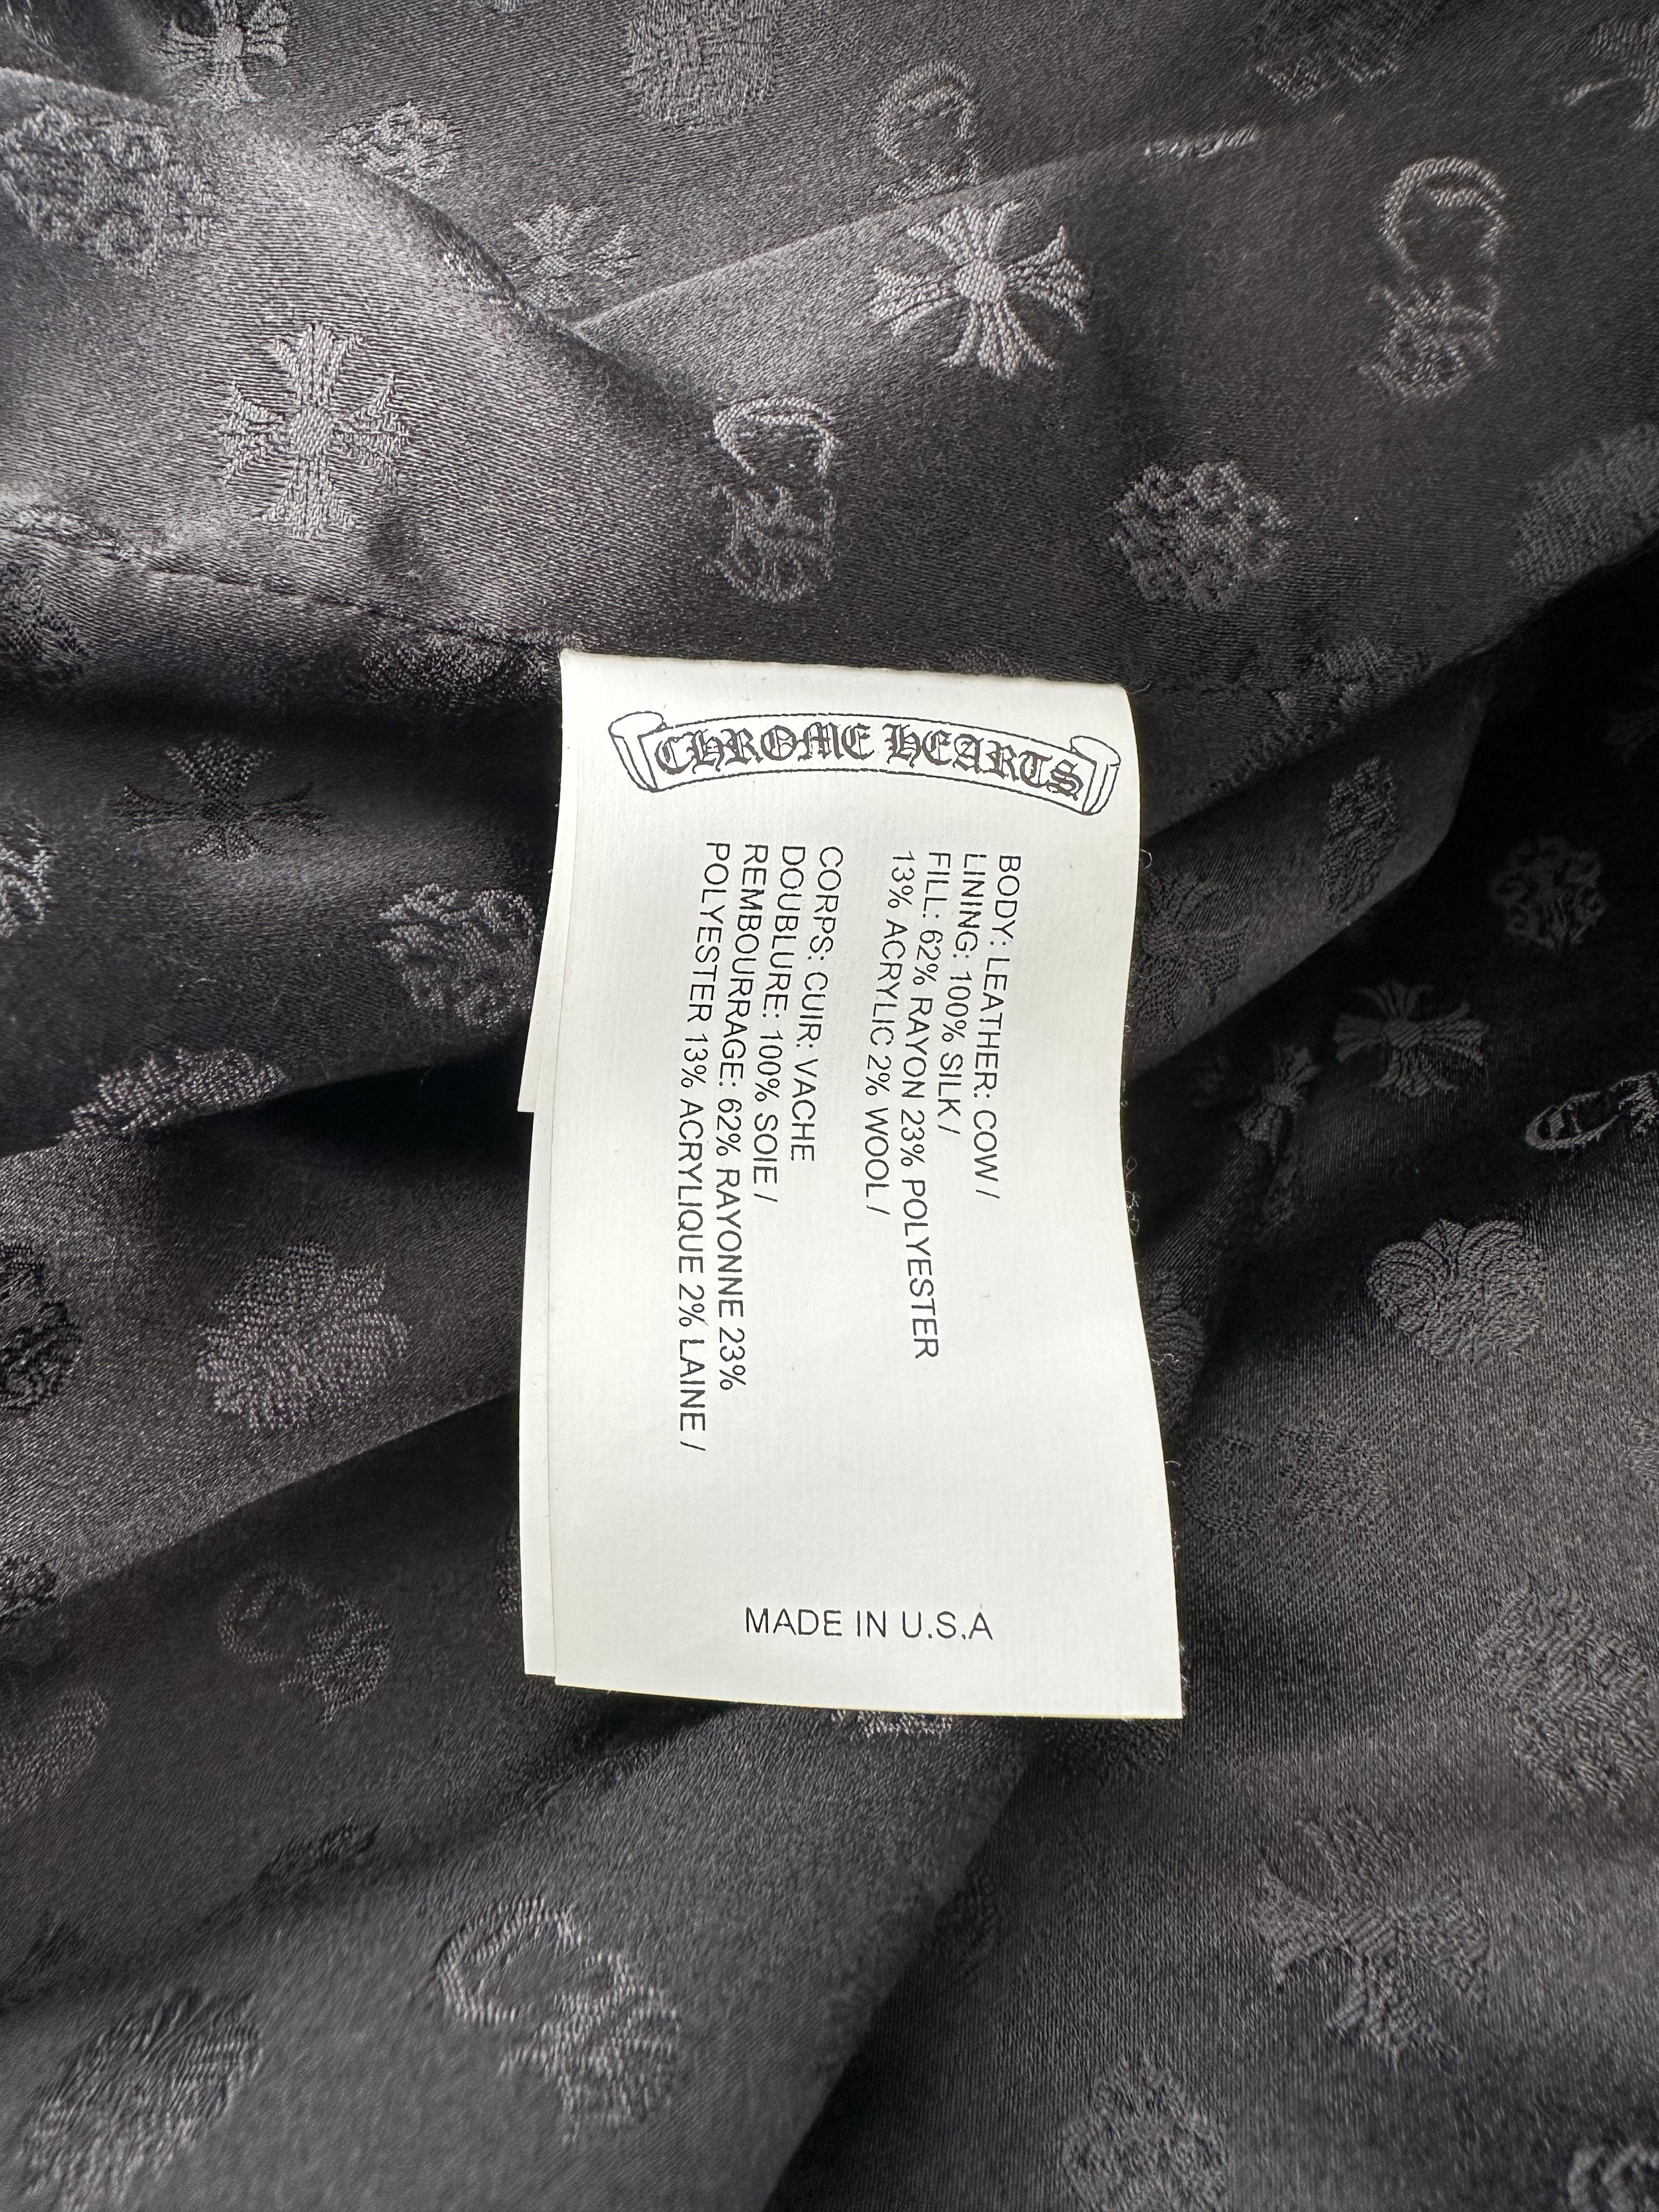 CHROME HEARTS
BODY: LEATHER: COW /
LINING: 100% SILK /
FILL: 62% RAYON 23% POLYESTER
13% ACRYLIC 2% WOOL /
CORPS: CUIR: VACHE
DOUBLURE: 100% SOIE /
REMBOURRAGE: 62% RAYONNE 23%
POLYESTER 13% ACRYLIQUE 2% LAINE /
MADE IN U.S.A